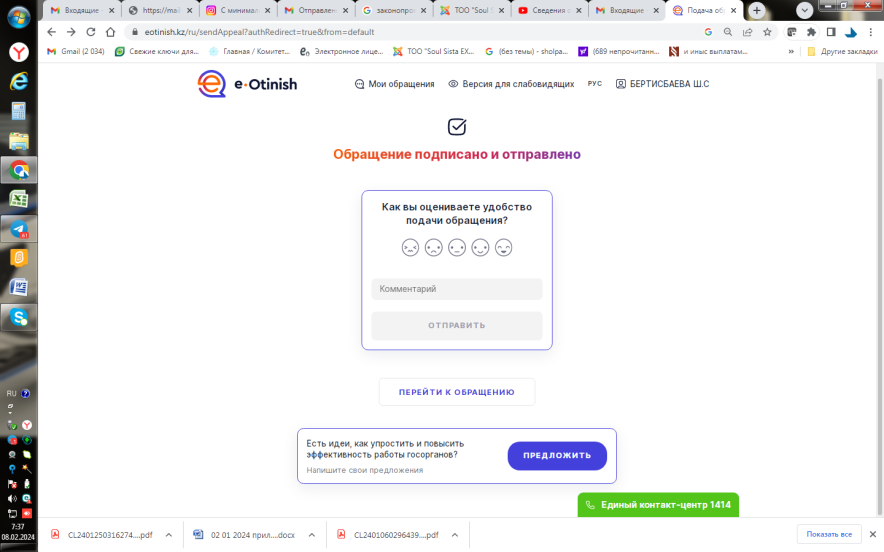 Входящие
https://mai
С минимал
Отправлен
законопро
ТОО "Soul S
Сведения о
Входящие
Подача обр
eotinish.kz/ru/sendAppeal?authRedirect=true&from=default
Gmail (2 034)
Свежие ключи для...
Главная / Комитет...
Электронное лице...
ТОО "Soul Sista EX...
(без темы) - sholpa...
(689 непрочитанн...
и иныс выплатам...
»
Другие закладки
e-Otinish
Мои обращения
Версия для слабовидящих
РУС
БЕРТИСБАЕВА Ш.С
Обращение подписано и отправлено
Как вы оцениваете удобство
подачи обращения?
Комментарий
ОТПРАВИТЬ
ПЕРЕЙТИ К ОБРАЩЕНИЮ
Есть идеи, как упростить и повысить
эффективность работы госорганов?
Напишите свои предложения
ПРЕДЛОЖИТЬ
Единый контакт-центр 1414
RU
7:37
08.02.2024
CL2401250316274....pdf
02 01 2024 прил....docx
CL2401060296439....pdf
Показать все